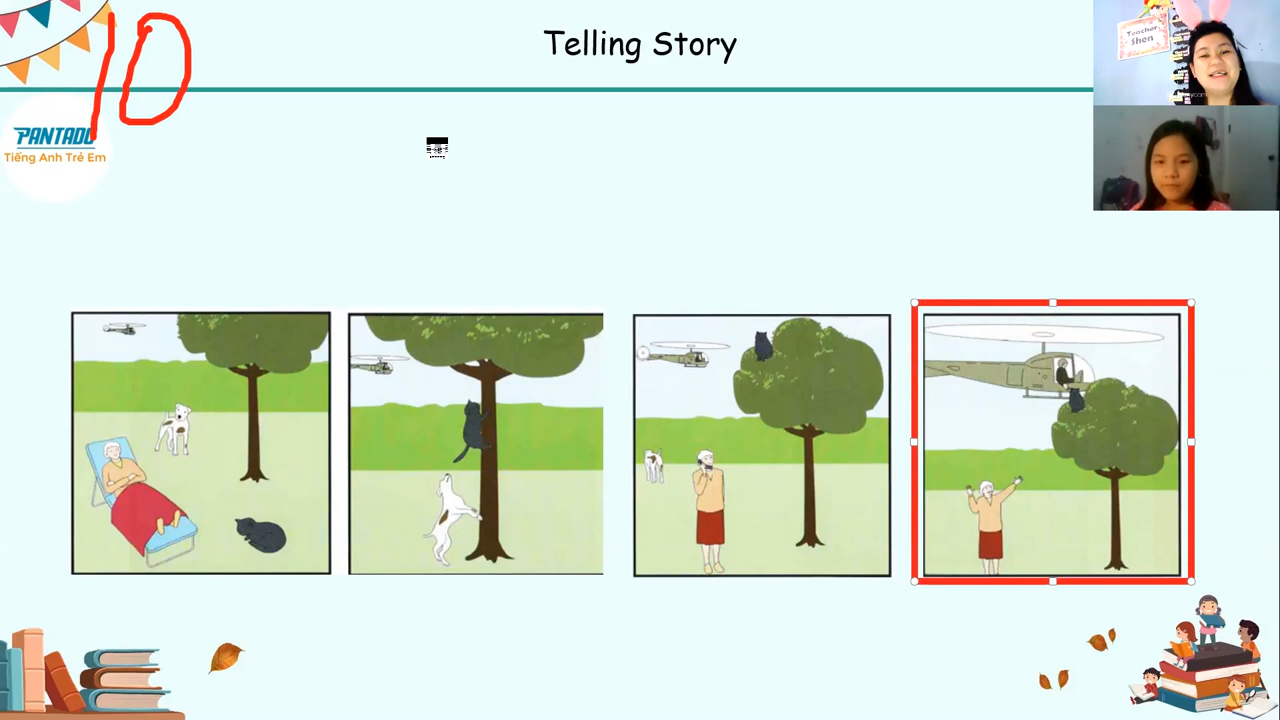 Telling Story
10
PANTADO
Tiếng Anh Trẻ Em
Teacher
Shen